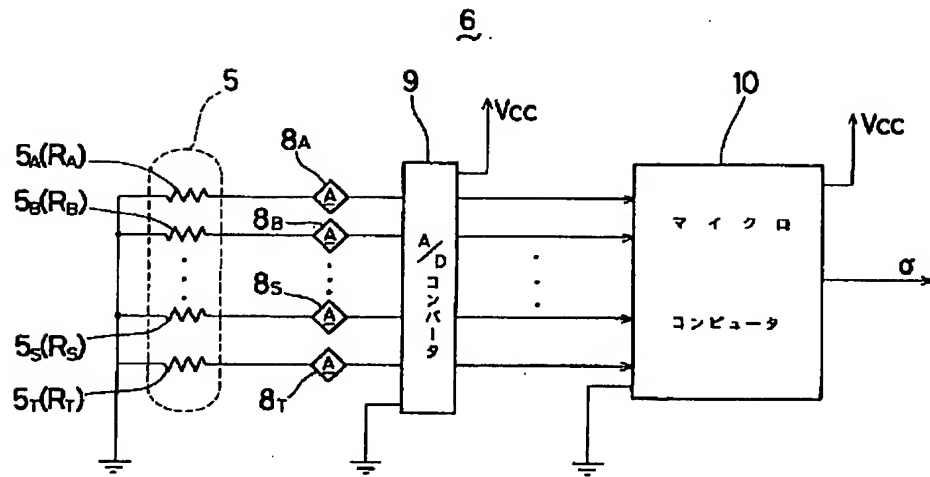 6
5
9
10
Vcc
Vcc
5A(RA)
8A
5B(RB)
8B
A
A
A/Dコンバータ
マイクロ
σ
8S
A
コンピュータ
5S(RS)
A
5T(RT)
8T